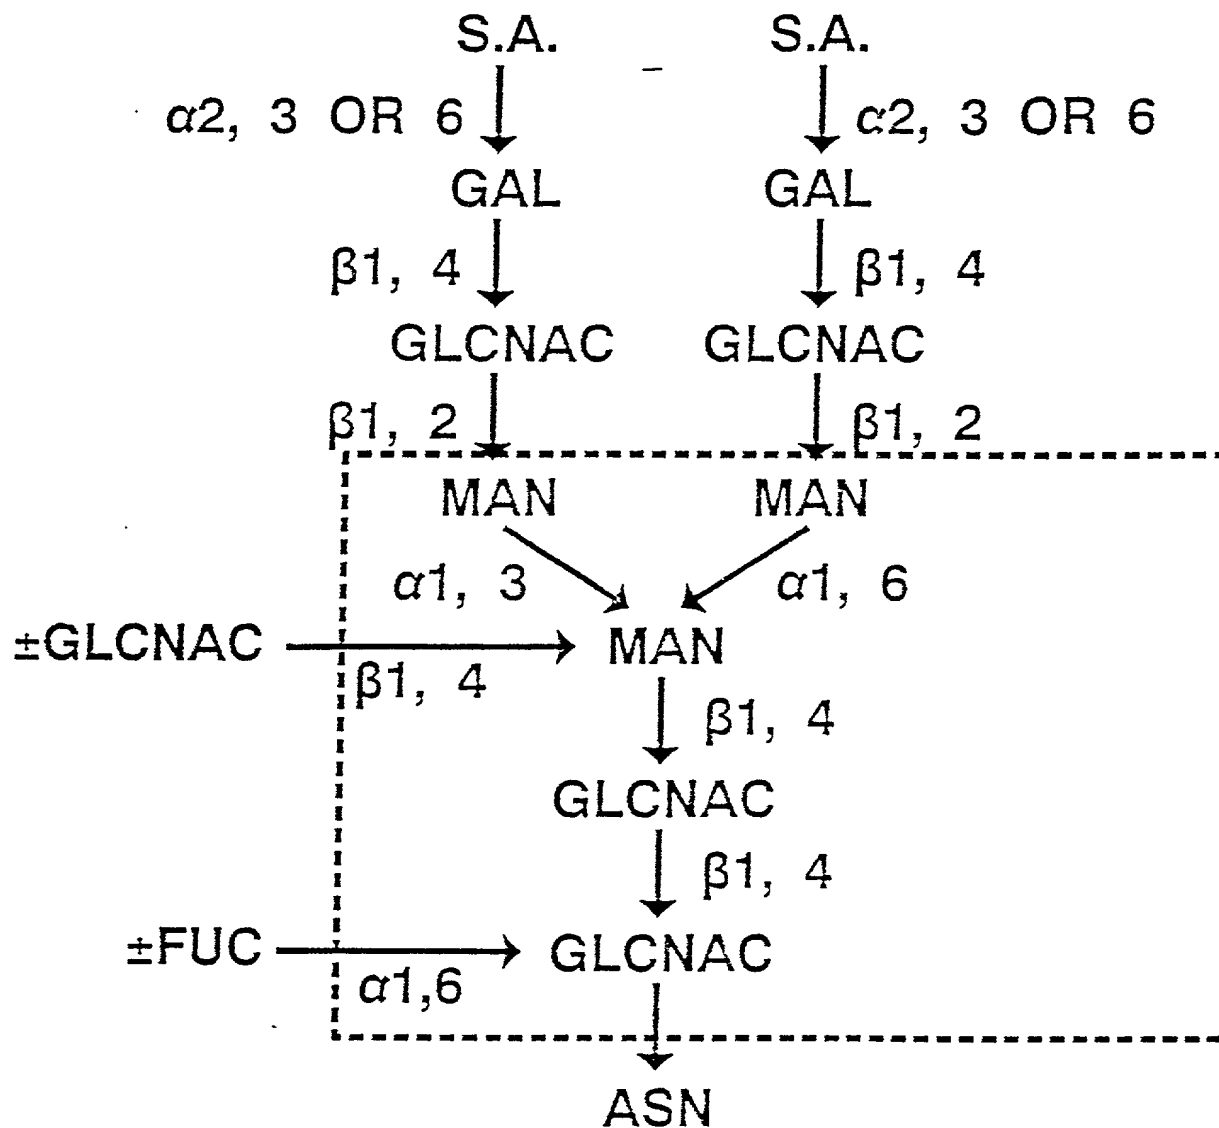 S.A. S.A.
α2, 3 OR 6 α2, 3 OR 6
GAL GAL
β1, 4 β1, 4
GLCNAC GLCNAC
β1, 2 β1, 2
MAN MAN
α1, 3 α1, 6
±GLCNAC MAN
β1, 4
β1, 4
GLCNAC
β1, 4
±FUC GLCNAC
α1,6
ASN